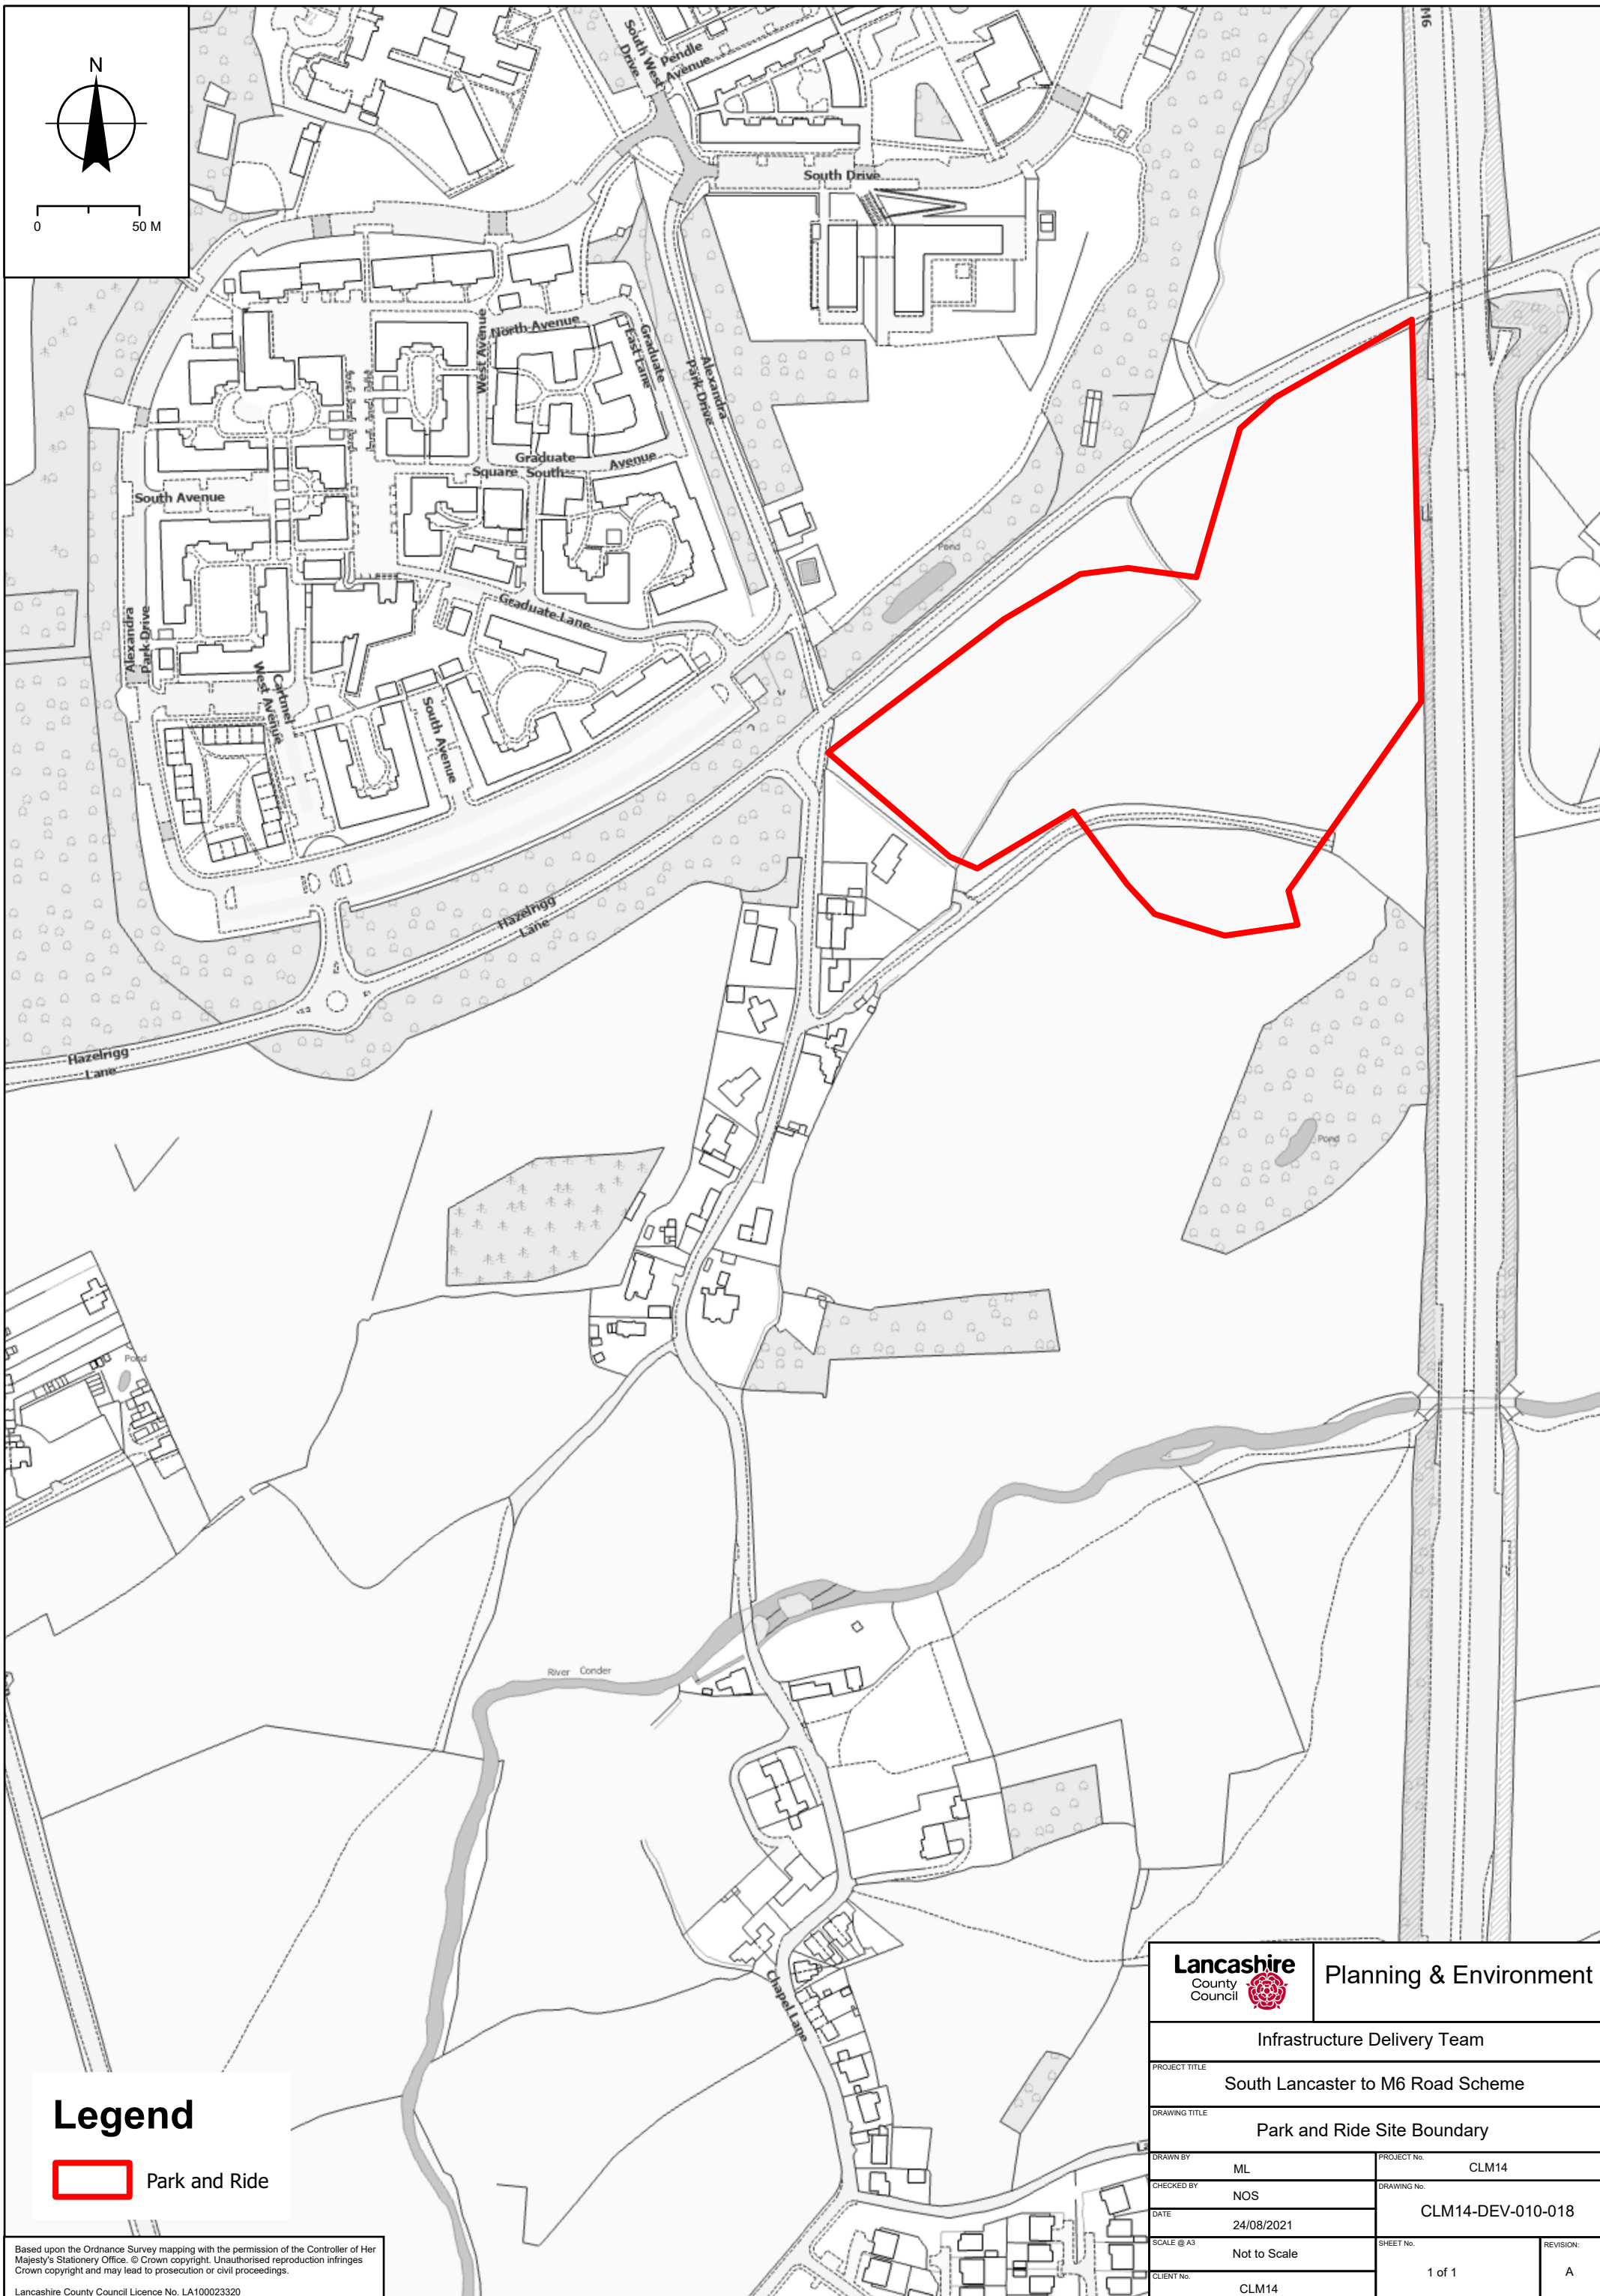 N
0 50 M
M6
South West
Drive
Pendle
Avenue
South Drive
North Avenue
West Avenue
Graduate
East Lane
Alexandra
Park Drive
Graduate
Square South
Avenue
South Avenue
Pond
Graduate Lane
Alexandra
Park Drive
Cartmel
West Avenue
South Avenue
Hazelrigg
Lane
Hazelrigg
Lane
Pond
Pond
River Conder
Chapel Lane
Legend
Park and Ride
Based upon the Ordnance Survey mapping with the permission of the Controller of Her
Majesty's Stationery Office. © Crown copyright. Unauthorised reproduction infringes
Crown copyright and may lead to prosecution or civil proceedings.
Lancashire County Council Licence No. LA100023320
Lancashire
County
Council
Planning & Environment
Infrastructure Delivery Team
PROJECT TITLE
South Lancaster to M6 Road Scheme
DRAWING TITLE
Park and Ride Site Boundary
DRAWN BY
ML
PROJECT No.
CLM14
CHECKED BY
NOS
DRAWING No.
CLM14-DEV-010-018
DATE
24/08/2021
SCALE @ A3
Not to Scale
SHEET No.
1 of 1
REVISION:
A
CLIENT No.
CLM14